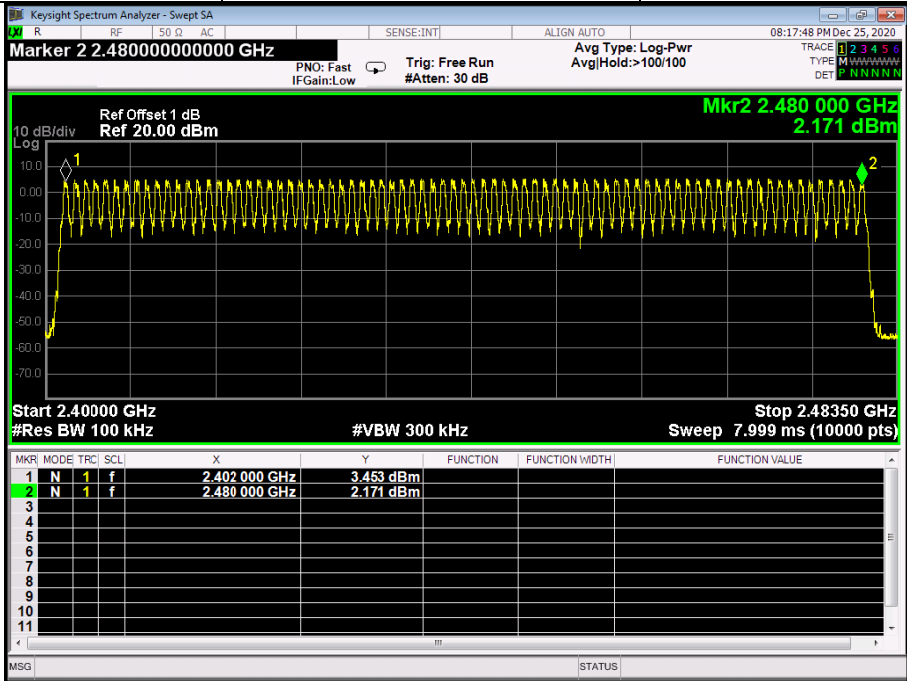 Keysight Spectrum Analyzer - Swept SA
LXI R RF 50 Ω AC SENSE:INT ALIGN AUTO 08:17:48 PM Dec 25, 2020
Marker 2 2.480000000000 GHz
PNO: Fast
IFGain:Low
Trig: Free Run
#Atten: 30 dB
Avg Type: Log-Pwr
Avg|Hold:>100/100
TRACE 1 2 3 4 5 6
TYPE M W W W W W
DET P N N N N N
Mkr2 2.480 000 GHz
2.171 dBm
Ref Offset 1 dB
10 dB/div Ref 20.00 dBm
Log
1
2
10.0
0.00
-10.0
-20.0
-30.0
-40.0
-50.0
-60.0
-70.0
Start 2.40000 GHz Stop 2.48350 GHz
#Res BW 100 kHz #VBW 300 kHz Sweep 7.999 ms (10000 pts)
MKR MODE TRC SCL X Y FUNCTION FUNCTION WIDTH FUNCTION VALUE
1 N 1 f 2.402 000 GHz 3.453 dBm
2 N 1 f 2.480 000 GHz 2.171 dBm
3
4
5
6
7
8
9
10
11
MSG STATUS